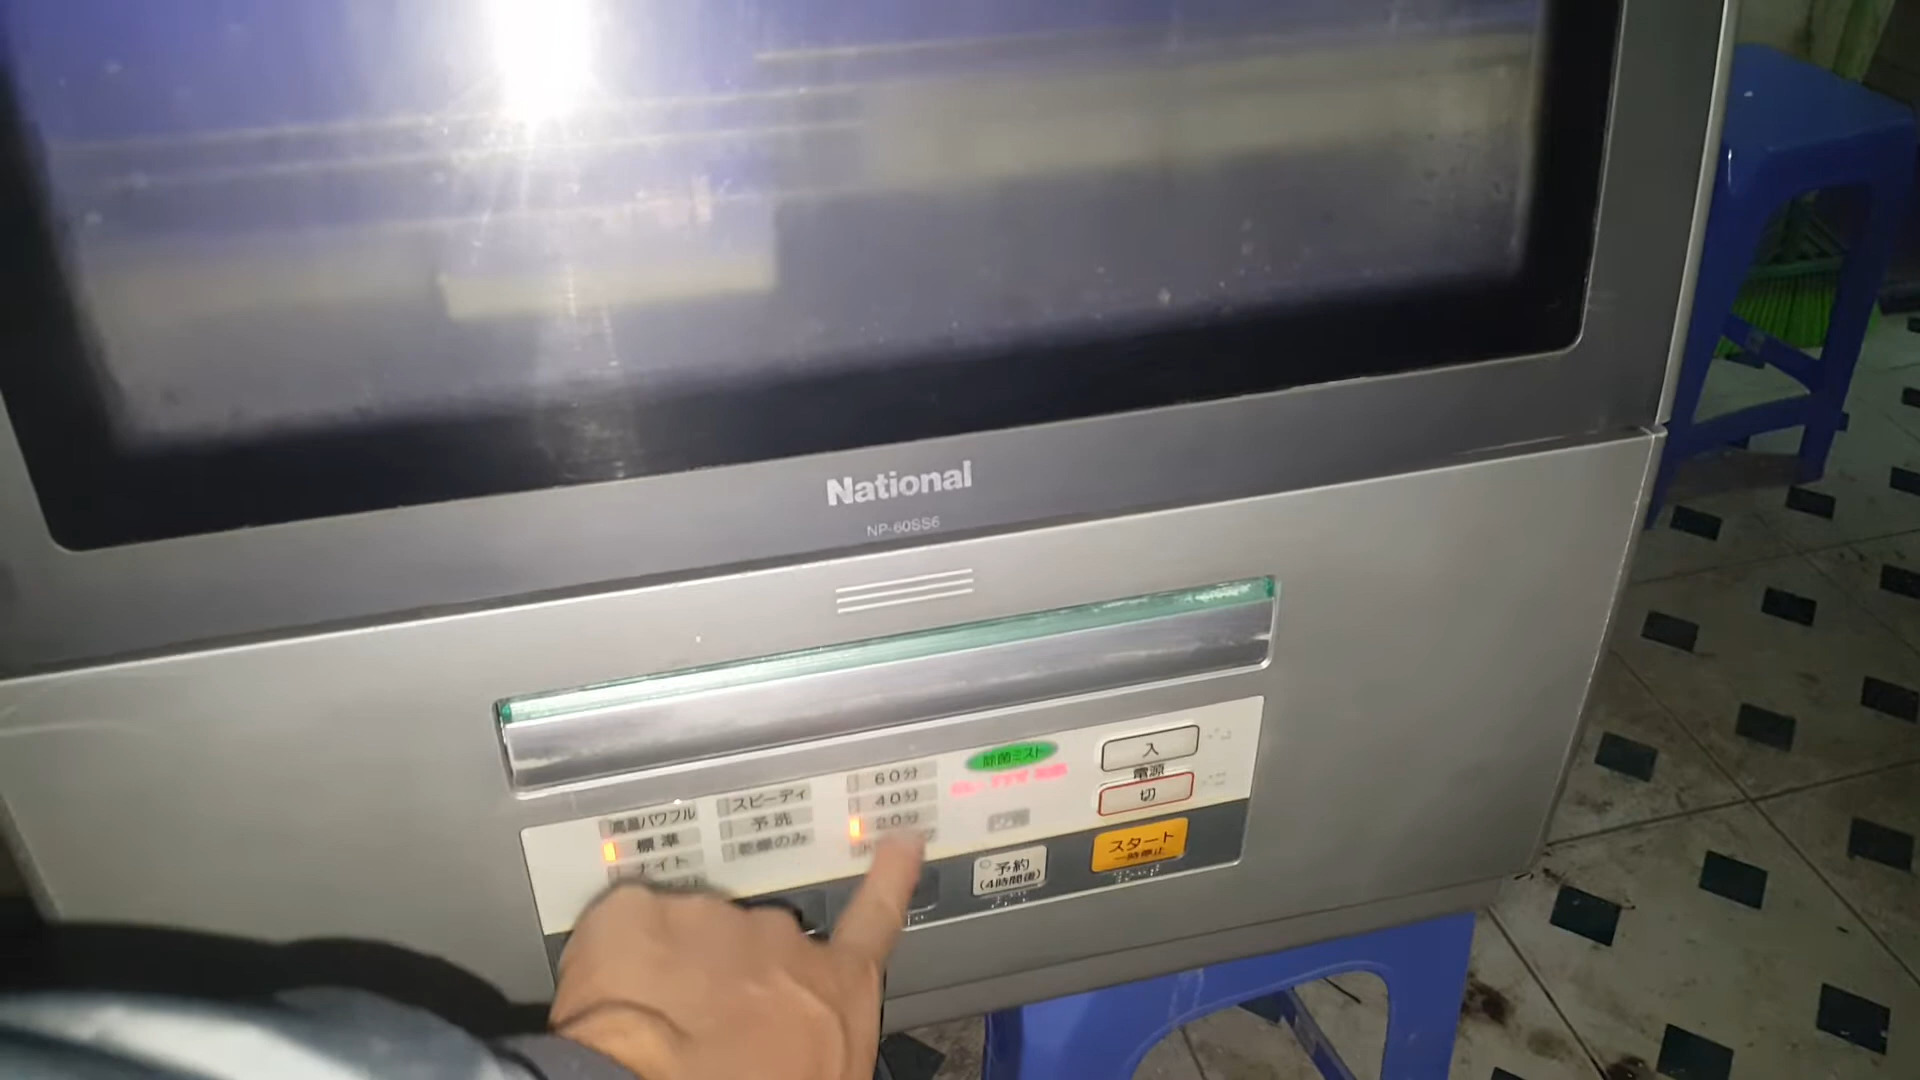 National
NP-60SS6
高温パワフル
標準
ナイト
スピーディ
予洗
乾燥のみ
60分
40分
20分
除菌ミスト
入
電源
切
予約
(4時間後)
スタート
一時停止